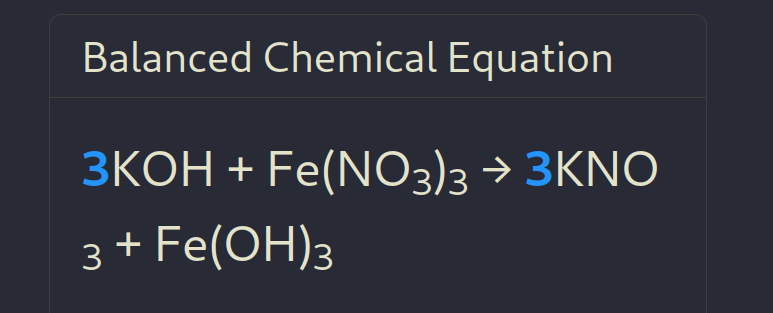 Balanced Chemical Equation
3KOH + Fe(NO₃)₃ → 3KNO
₃ + Fe(OH)₃